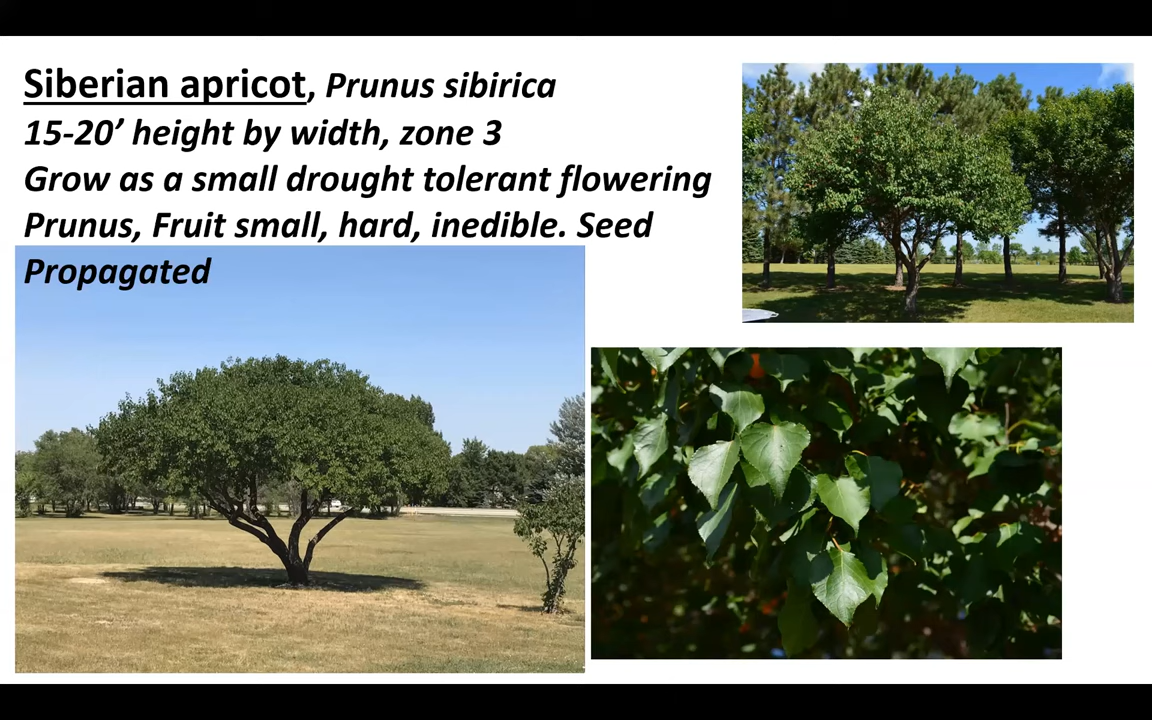 Siberian apricot, Prunus sibirica
15-20’ height by width, zone 3
Grow as a small drought tolerant flowering
Prunus, Fruit small, hard, inedible. Seed
Propagated